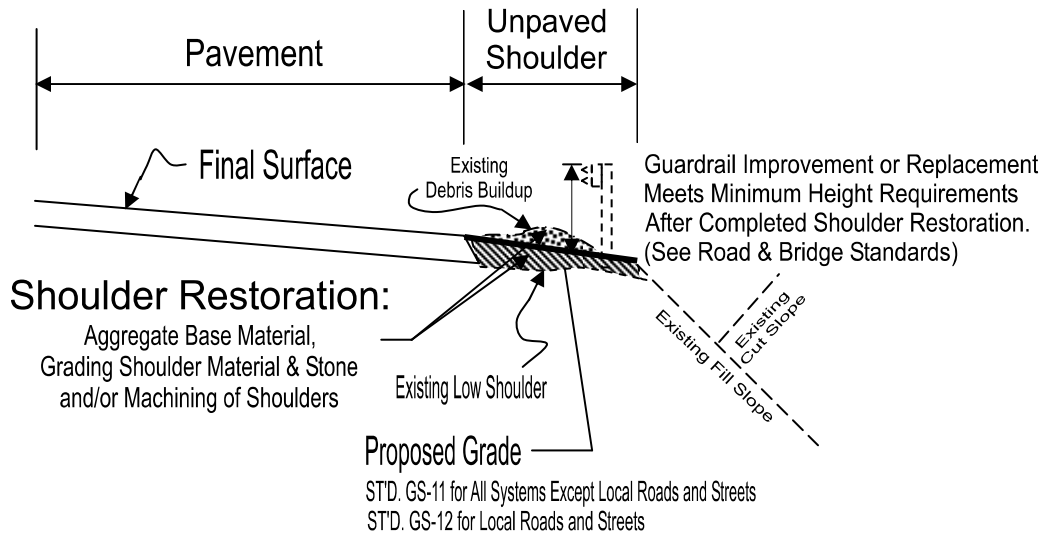 Pavement
Unpaved
Shoulder
Final Surface
Existing
Debris Buildup
Guardrail Improvement or Replacement
Meets Minimum Height Requirements
After Completed Shoulder Restoration.
(See Road & Bridge Standards)
Shoulder Restoration:
Aggregate Base Material,
Grading Shoulder Material & Stone
and/or Machining of Shoulders
Existing Low Shoulder
Existing
Cut Slope
Existing Fill Slope
Proposed Grade
ST'D. GS-11 for All Systems Except Local Roads and Streets
ST'D. GS-12 for Local Roads and Streets